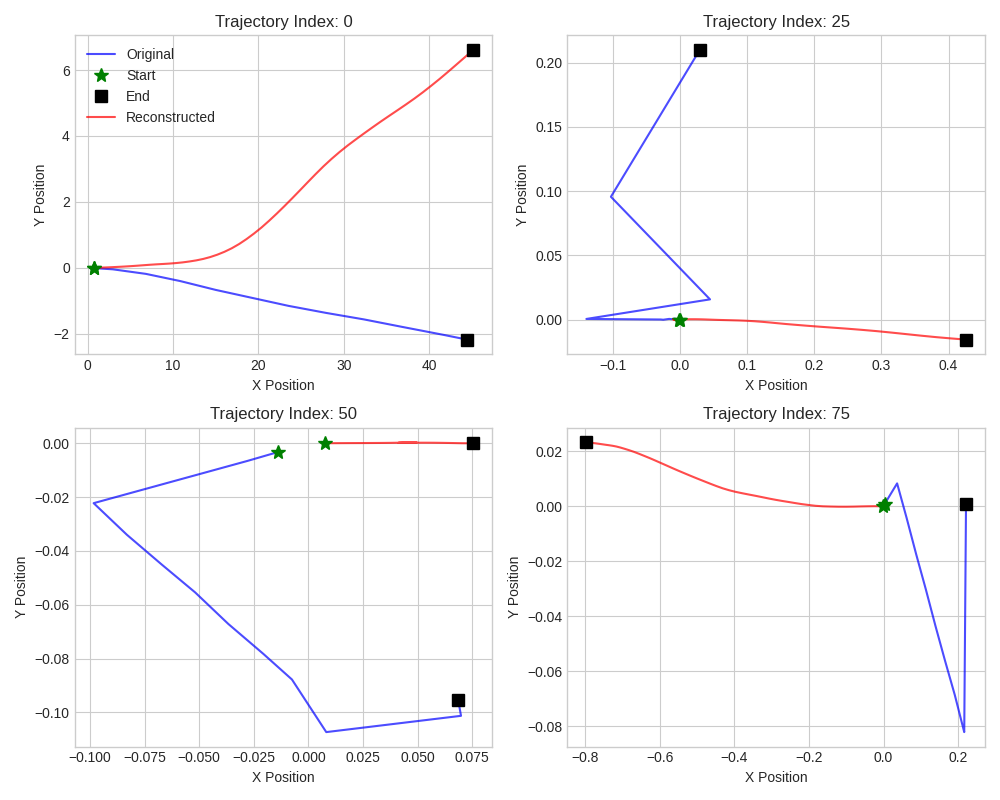 Trajectory Index: 0
Original
Start
End
Reconstructed
6
4
2
0
−2
Y Position
0
10
20
30
40
X Position
Trajectory Index: 25
0.20
0.15
0.10
0.05
0.00
Y Position
−0.1
0.0
0.1
0.2
0.3
0.4
X Position
Trajectory Index: 50
0.00
−0.02
−0.04
−0.06
−0.08
−0.10
Y Position
−0.100
−0.075
−0.050
−0.025
0.000
0.025
0.050
0.075
X Position
Trajectory Index: 75
0.02
0.00
−0.02
−0.04
−0.06
−0.08
Y Position
−0.8
−0.6
−0.4
−0.2
0.0
0.2
X Position